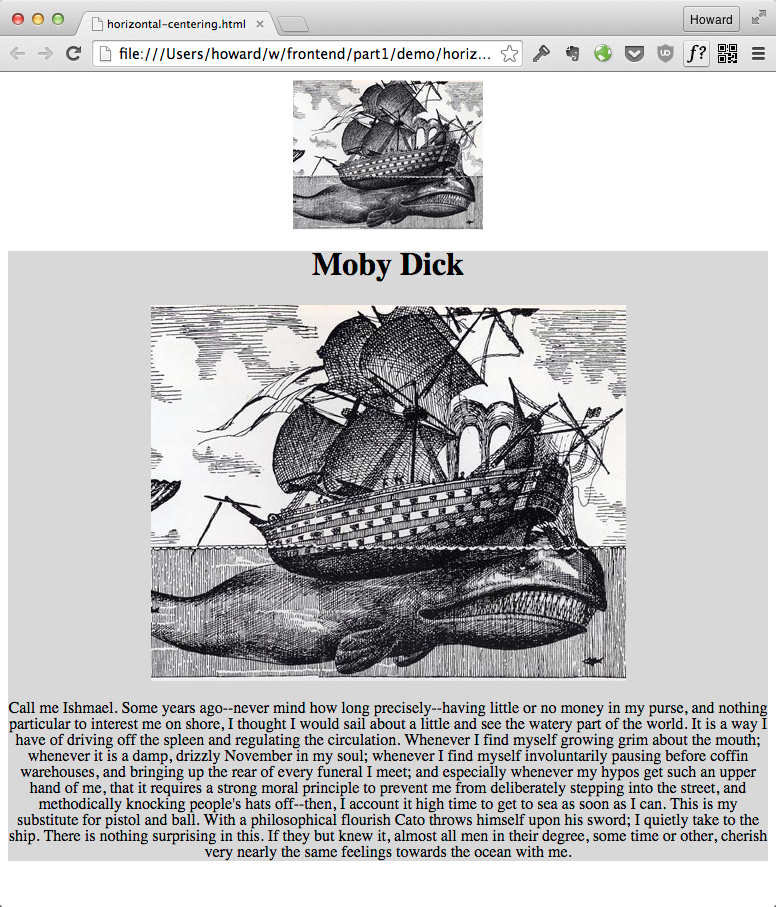 horizontal-centering.html
Howard
file:///Users/howard/w/frontend/part1/demo/horiz...
f?
Moby Dick
Call me Ishmael. Some years ago--never mind how long precisely--having little or no money in my purse, and nothing
particular to interest me on shore, I thought I would sail about a little and see the watery part of the world. It is a way I
have of driving off the spleen and regulating the circulation. Whenever I find myself growing grim about the mouth;
whenever it is a damp, drizzly November in my soul; whenever I find myself involuntarily pausing before coffin
warehouses, and bringing up the rear of every funeral I meet; and especially whenever my hypos get such an upper
hand of me, that it requires a strong moral principle to prevent me from deliberately stepping into the street, and
methodically knocking people's hats off--then, I account it high time to get to sea as soon as I can. This is my
substitute for pistol and ball. With a philosophical flourish Cato throws himself upon his sword; I quietly take to the
ship. There is nothing surprising in this. If they but knew it, almost all men in their degree, some time or other, cherish
very nearly the same feelings towards the ocean with me.